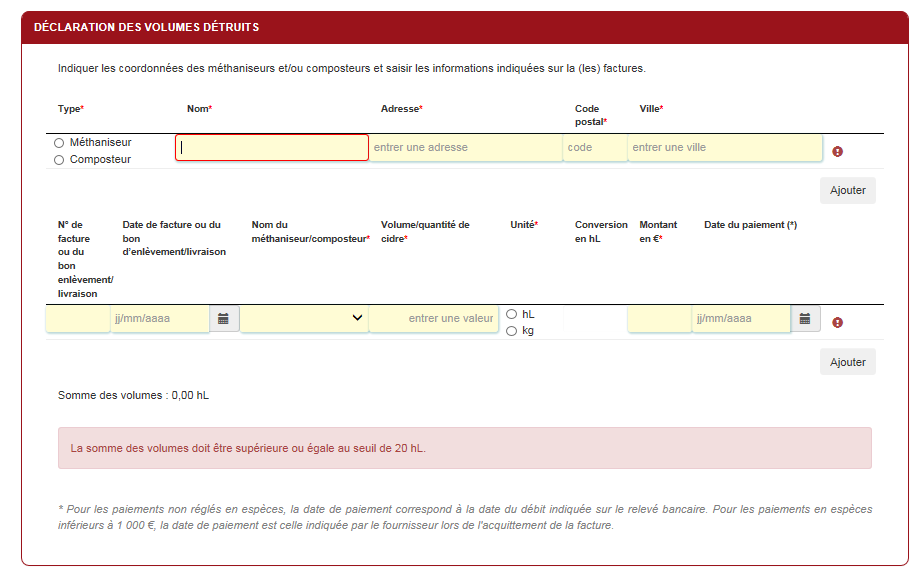 DÉCLARATION DES VOLUMES DÉTRUITS
Indiquer les coordonnées des méthaniseurs et/ou composteurs et saisir les informations indiquées sur la (les) factures.
Type* Nom* Adresse* Code postal* Ville*
Méthaniseur
Composteur
entrer une adresse code entrer une ville
Ajouter
N° de facture ou du bon enlèvement/ livraison Date de facture ou du bon d'enlèvement/livraison Nom du méthaniseur/composteur* Volume/quantité de cidre* Unité* Conversion en hL Montant en €* Date du paiement (*)
jj/mm/aaaa entrer une valeur hL jj/mm/aaaa
kg
Ajouter
Somme des volumes : 0,00 hL
La somme des volumes doit être supérieure ou égale au seuil de 20 hL.
* Pour les paiements non réglés en espèces, la date de paiement correspond à la date du débit indiquée sur le relevé bancaire. Pour les paiements en espèces
inférieurs à 1 000 €, la date de paiement est celle indiquée par le fournisseur lors de l'acquittement de la facture.